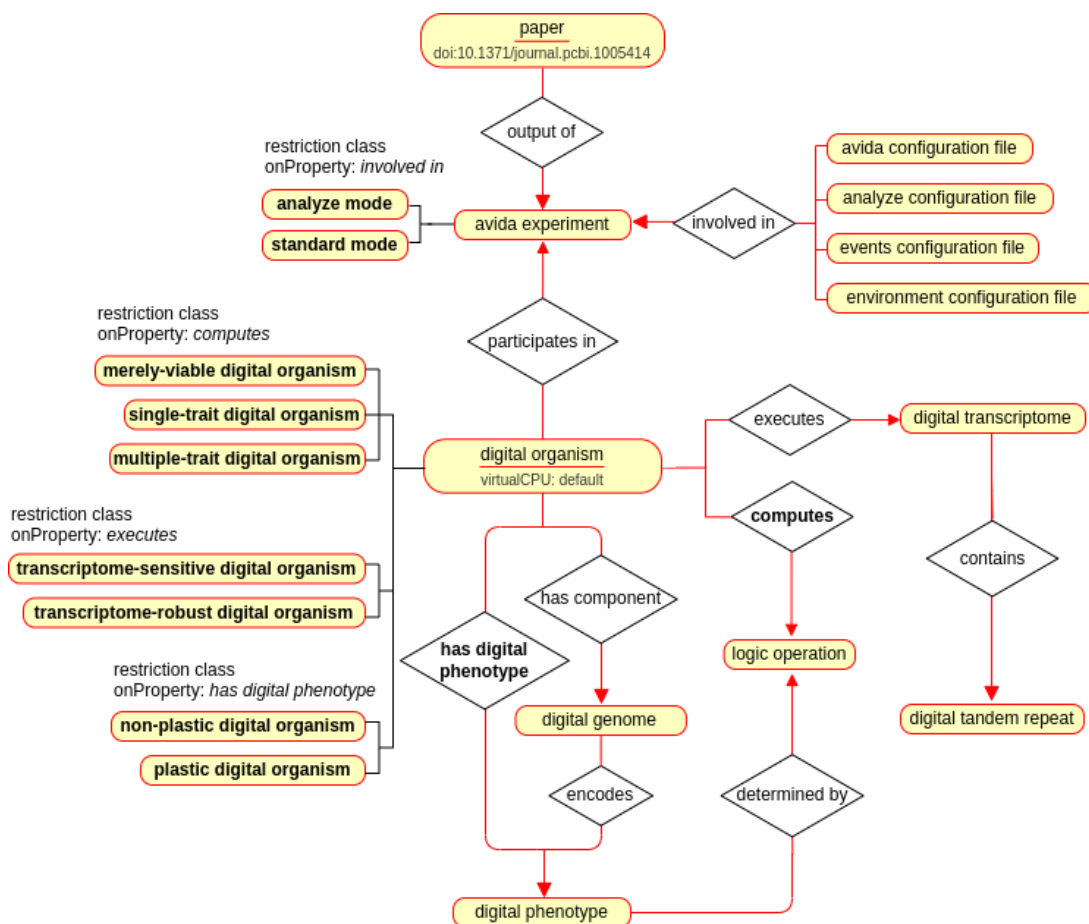 paper
doi:10.1371/journal.pcbi.1005414
output of
restriction class
onProperty: involved in
analyze mode
standard mode
avida experiment
involved in
avida configuration file
analyze configuration file
events configuration file
environment configuration file
participates in
restriction class
onProperty: computes
merely-viable digital organism
single-trait digital organism
multiple-trait digital organism
digital organism
virtualCPU: default
executes
digital transcriptome
computes
contains
restriction class
onProperty: executes
transcriptome-sensitive digital organism
transcriptome-robust digital organism
has component
has digital
phenotype
logic operation
restriction class
onProperty: has digital phenotype
non-plastic digital organism
plastic digital organism
digital genome
digital tandem repeat
encodes
determined by
digital phenotype